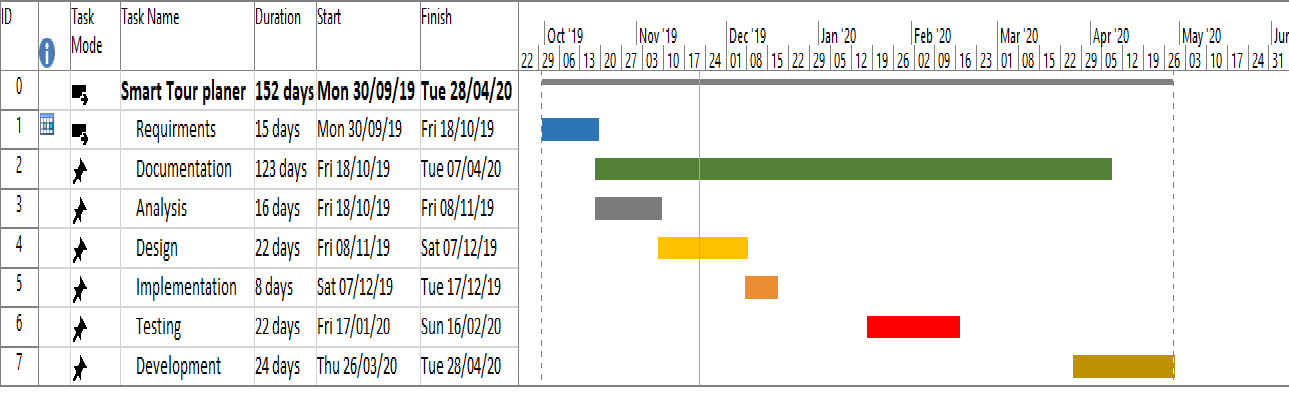 ID Task Mode Task Name Duration Start Finish
Oct '19 Nov '19 Dec '19 Jan '20 Feb '20 Mar '20 Apr '20 May '20 Jun
22 29 06 13 20 27 03 10 17 24 01 08 15 22 29 05 12 19 26 02 09 16 23 01 08 15 22 29 05 12 19 26 03 10 17 24 31
0 Smart Tour planer 152 days Mon 30/09/19 Tue 28/04/20
1 Requirments 15 days Mon 30/09/19 Fri 18/10/19
2 Documentation 123 days Fri 18/10/19 Tue 07/04/20
3 Analysis 16 days Fri 18/10/19 Fri 08/11/19
4 Design 22 days Fri 08/11/19 Sat 07/12/19
5 Implementation 8 days Sat 07/12/19 Tue 17/12/19
6 Testing 22 days Fri 17/01/20 Sun 16/02/20
7 Development 24 days Thu 26/03/20 Tue 28/04/20